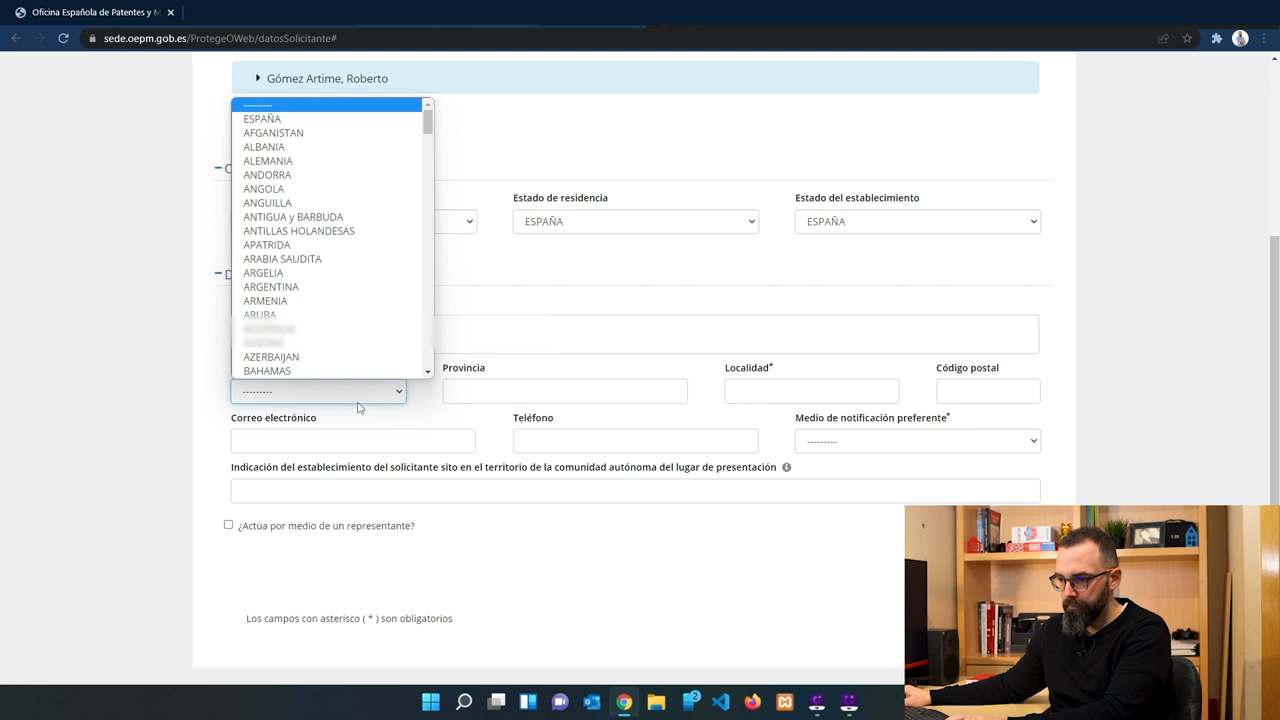 Oficina Española de Patentes y M
sede.oepm.gob.es/ProtegeOWeb/datosSolicitante#
Gómez Artime, Roberto
---------
ESPAÑA
AFGANISTAN
ALBANIA
ALEMANIA
ANDORRA
ANGOLA
ANGUILLA
ANTIGUA y BARBUDA
ANTILLAS HOLANDESAS
APATRIDA
ARABIA SAUDITA
ARGELIA
ARGENTINA
ARMENIA
ARUBA
AZERBAIJAN
BAHAMAS
Estado de residencia Estado del establecimiento
ESPAÑA ESPAÑA
Provincia Localidad* Código postal
---------
Correo electrónico Teléfono Medio de notificación preferente*
---------
Indicación del establecimiento del solicitante sito en el territorio de la comunidad autónoma del lugar de presentación
¿Actúa por medio de un representante?
Los campos con asterisco ( * ) son obligatorios
2